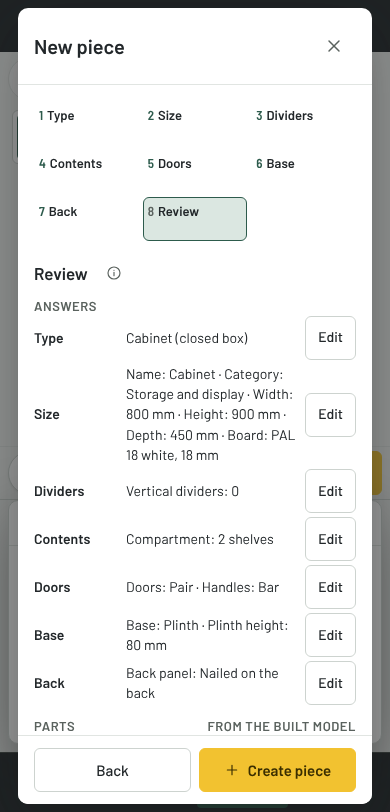 New piece
1 Type
2 Size
3 Dividers
4 Contents
5 Doors
6 Base
7 Back
8 Review
Review
ANSWERS
Type
Cabinet (closed box)
Edit
Size
Name: Cabinet · Category:
Storage and display · Width:
800 mm · Height: 900 mm ·
Depth: 450 mm · Board: PAL
18 white, 18 mm
Edit
Dividers
Vertical dividers: 0
Edit
Contents
Compartment: 2 shelves
Edit
Doors
Doors: Pair · Handles: Bar
Edit
Base
Base: Plinth · Plinth height:
80 mm
Edit
Back
Back panel: Nailed on the
back
Edit
PARTS
FROM THE BUILT MODEL
Back
+ Create piece